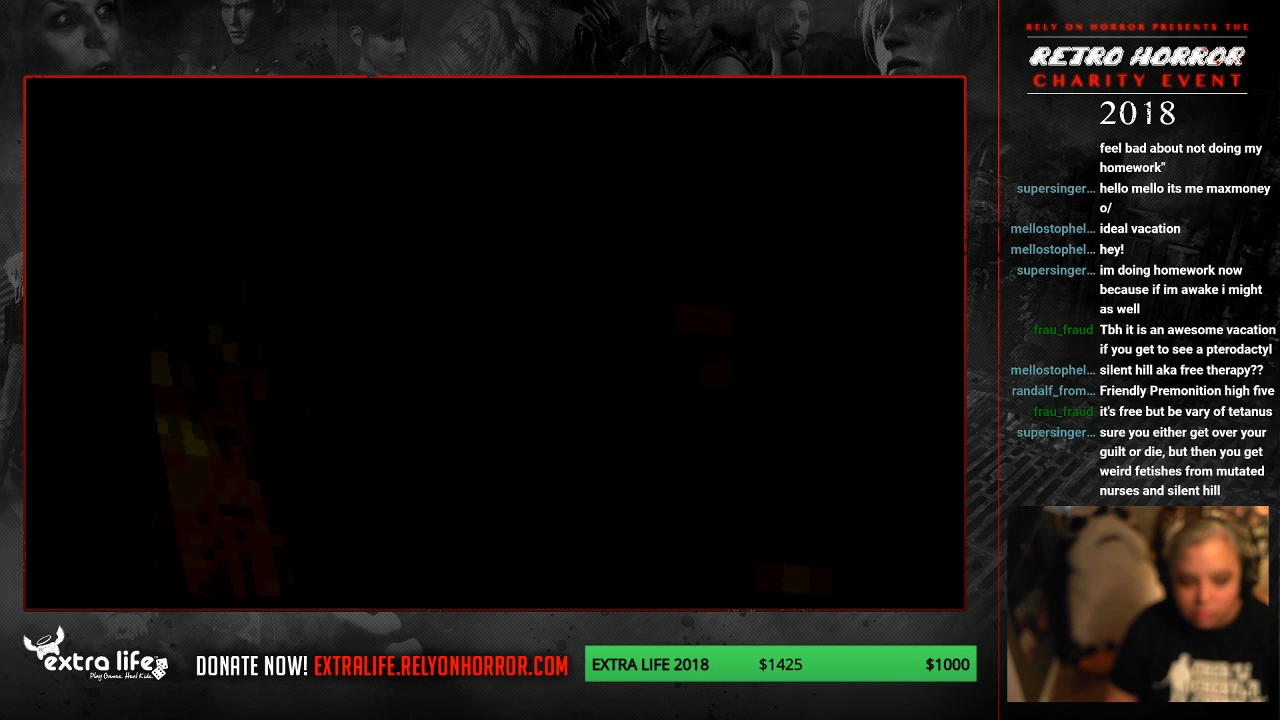 RELY ON HORROR PRESENTS THE
RETRO HORROR
CHARITY EVENT
2018
feel bad about not doing my
homework"
supersinger… hello mello its me maxmoney
o/
mellostophel… ideal vacation
mellostophel… hey!
supersinger… im doing homework now
because if im awake i might
as well
frau_fraud Tbh it is an awesome vacation
if you get to see a pterodactyl
mellostophel… silent hill aka free therapy??
randalf_from… Friendly Premonition high five
frau_fraud it's free but be vary of tetanus
supersinger… sure you either get over your
guilt or die, but then you get
weird fetishes from mutated
nurses and silent hill
extra life
Play Games. Heal Kids.
DONATE NOW! EXTRALIFE.RELYONHORROR.COM
EXTRA LIFE 2018 $1425 $1000